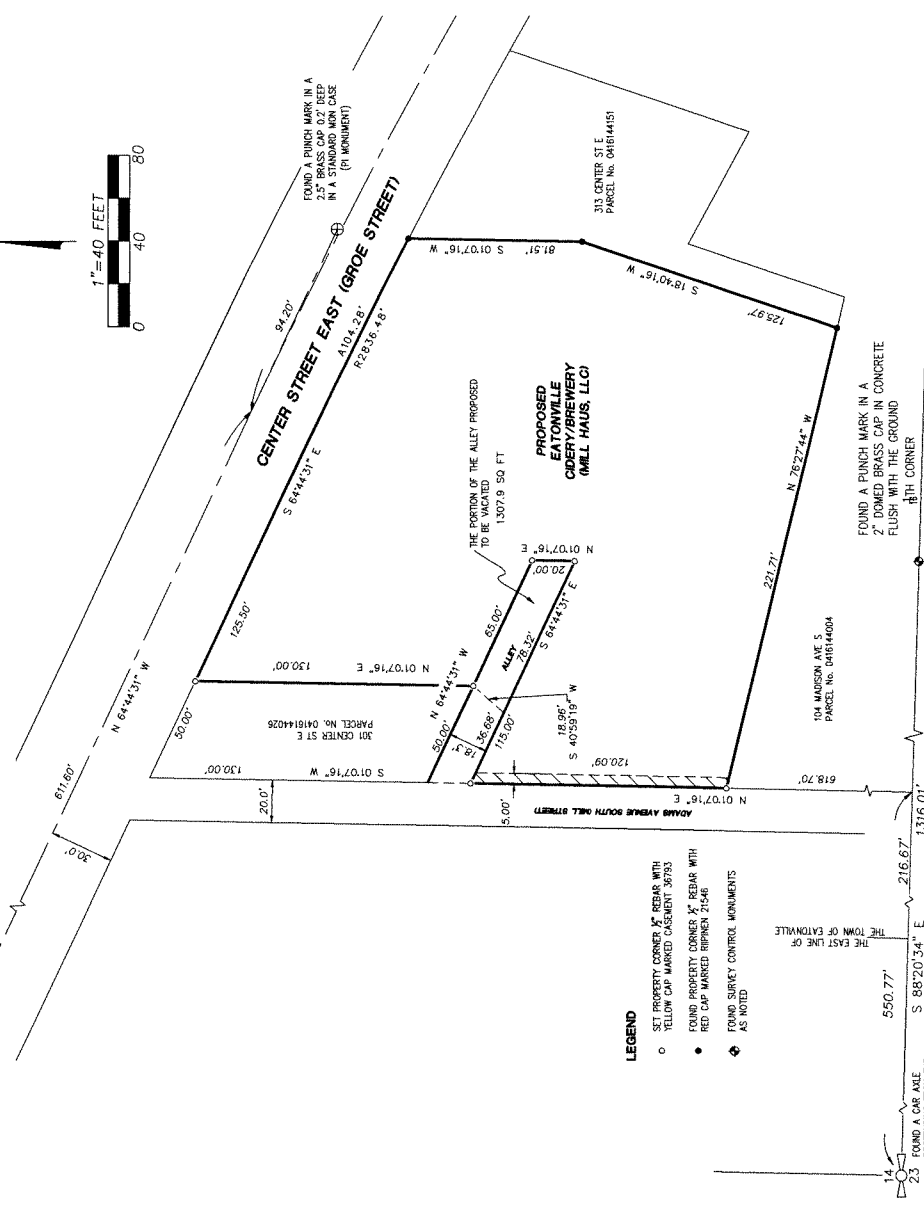 1"=40 FEET
0 40 80
FOUND A PUNCH MARK IN A
2.5" BRASS CAP 0.2' DEEP
IN A STANDARD MON CASE
(PI MONUMENT)
94.20'
CENTER STREET EAST (GROE STREET)
A104.28'
R2836.48'
S 64°44'31" E
125.50'
N 64°44'31" W
611.60'
30.0'
50.00'
S 01°07'16" W
81.51'
S 18°40'16" W
125.97'
313 CENTER ST E
PARCEL No. 0416144151
THE PORTION OF THE ALLEY PROPOSED
TO BE VACATED
1307.9 SQ FT
PROPOSED
EATONVILLE
CIDERY/BREWERY
(MILL HAUS, LLC)
N 01°07'16" E
20.00'
65.00'
ALLEY
78.32'
S 64°44'31" E
N 64°44'31" W
50.00'
36.68'
115.00'
18.3'
18.96'
S 40°59'19" W
N 01°07'16" E
130.00'
301 CENTER ST E
PARCEL NO. 0416144026
S 01°07'16" W
130.00'
20.0'
5.00'
120.09'
N 01°07'16" E
ADAMS AVENUE SOUTH (MILL STREET)
N 76°27'44" W
221.71'
104 MADISON AVE S
PARCEL No. 0416144004
618.70'
FOUND A PUNCH MARK IN A
2" DOMED BRASS CAP IN CONCRETE
FLUSH WITH THE GROUND
1/16TH CORNER
LEGEND
SET PROPERTY CORNER ½" REBAR WITH
YELLOW CAP MARKED CASEMENT 36793
FOUND PROPERTY CORNER ½" REBAR WITH
RED CAP MARKED RIIPINEN 21546
FOUND SURVEY CONTROL MONUMENTS
AS NOTED
THE EAST LINE OF
THE TOWN OF EATONVILLE
550.77'
216.67'
S 88°20'34" E
1316.01'
14
23
FOUND A CAR AXLE